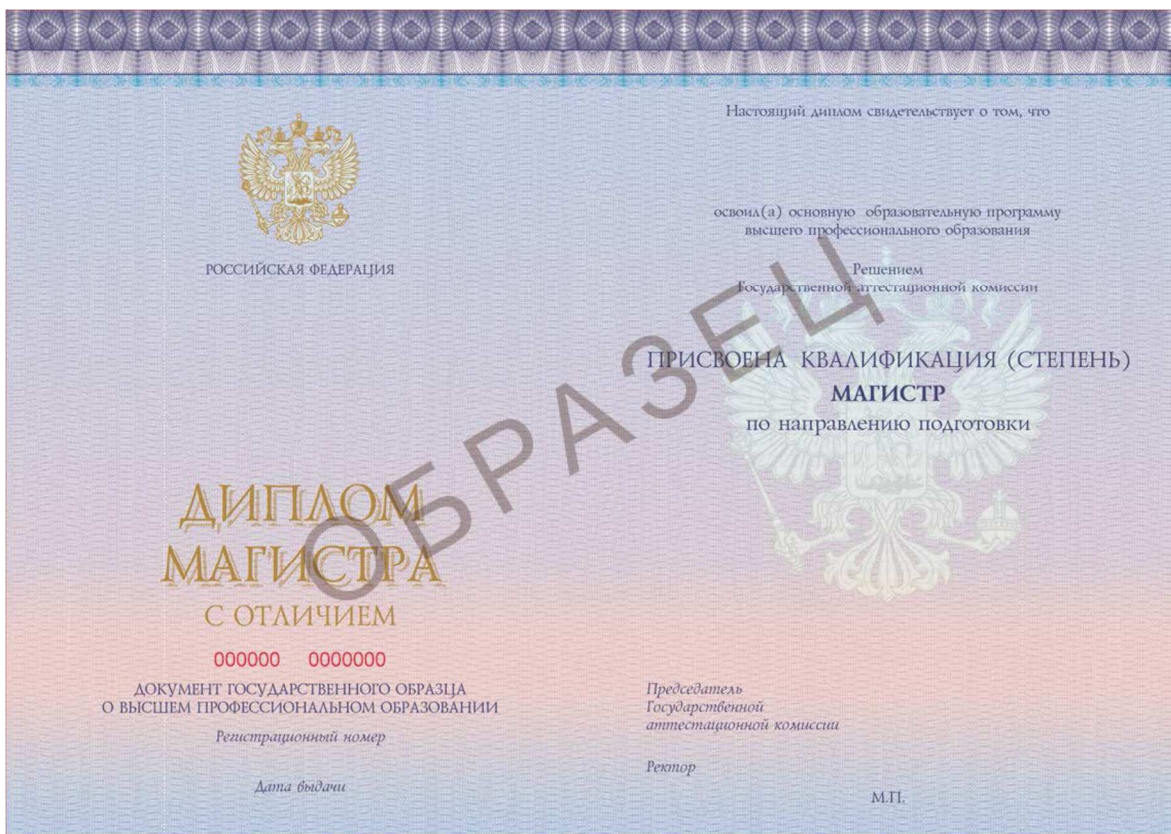 РОССИЙСКАЯ ФЕДЕРАЦИЯ
ДИПЛОМ
МАГИСТРА
С ОТЛИЧИЕМ
000000 0000000
ДОКУМЕНТ ГОСУДАРСТВЕННОГО ОБРАЗЦА
О ВЫСШЕМ ПРОФЕССИОНАЛЬНОМ ОБРАЗОВАНИИ
Регистрационный номер
Дата выдачи
Настоящий диплом свидетельствует о том, что
освоил(а) основную образовательную программу
высшего профессионального образования
Решением
Государственной аттестационной комиссии
ПРИСВОЕНА КВАЛИФИКАЦИЯ (СТЕПЕНЬ)
МАГИСТР
по направлению подготовки
Председатель
Государственной
аттестационной комиссии
Ректор
М.П.
ОБРАЗЕЦ